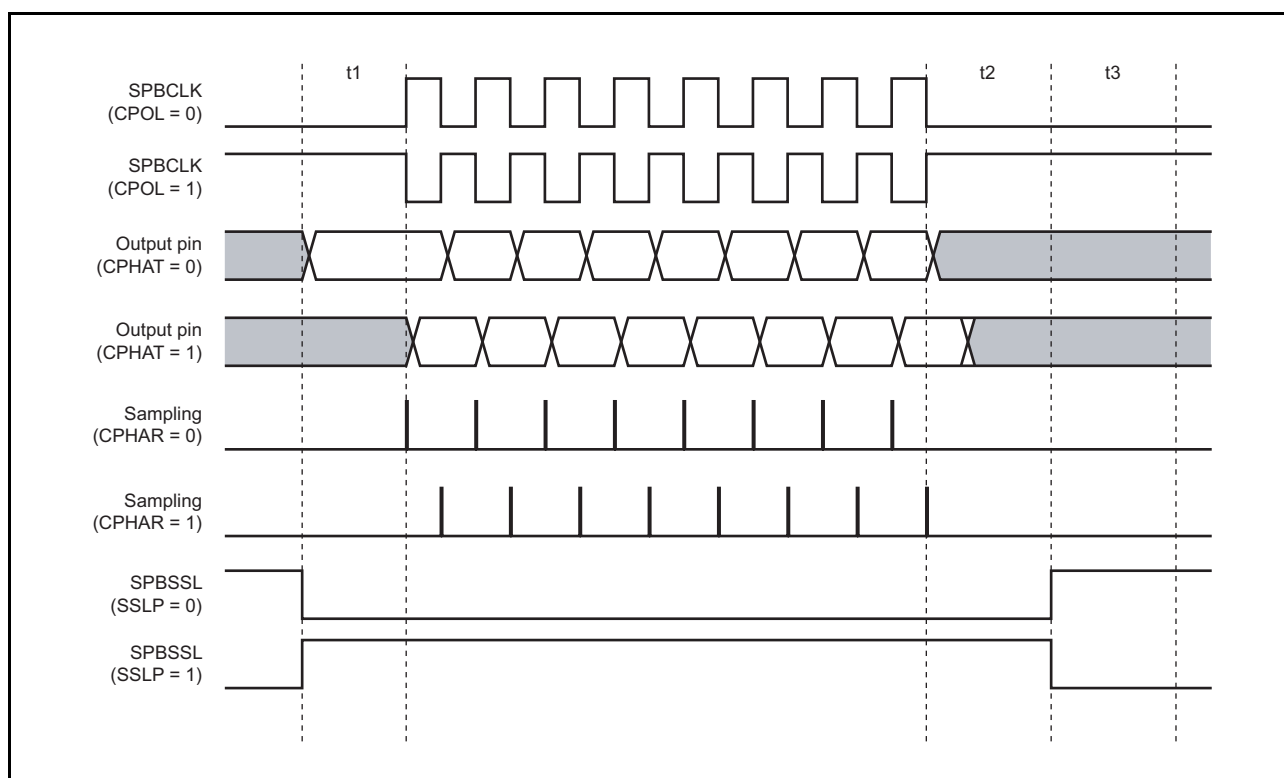 t1
t2
t3
SPBCLK
(CPOL = 0)
SPBCLK
(CPOL = 1)
Output pin
(CPHAT = 0)
Output pin
(CPHAT = 1)
Sampling
(CPHAR = 0)
Sampling
(CPHAR = 1)
SPBSSL
(SSLP = 0)
SPBSSL
(SSLP = 1)